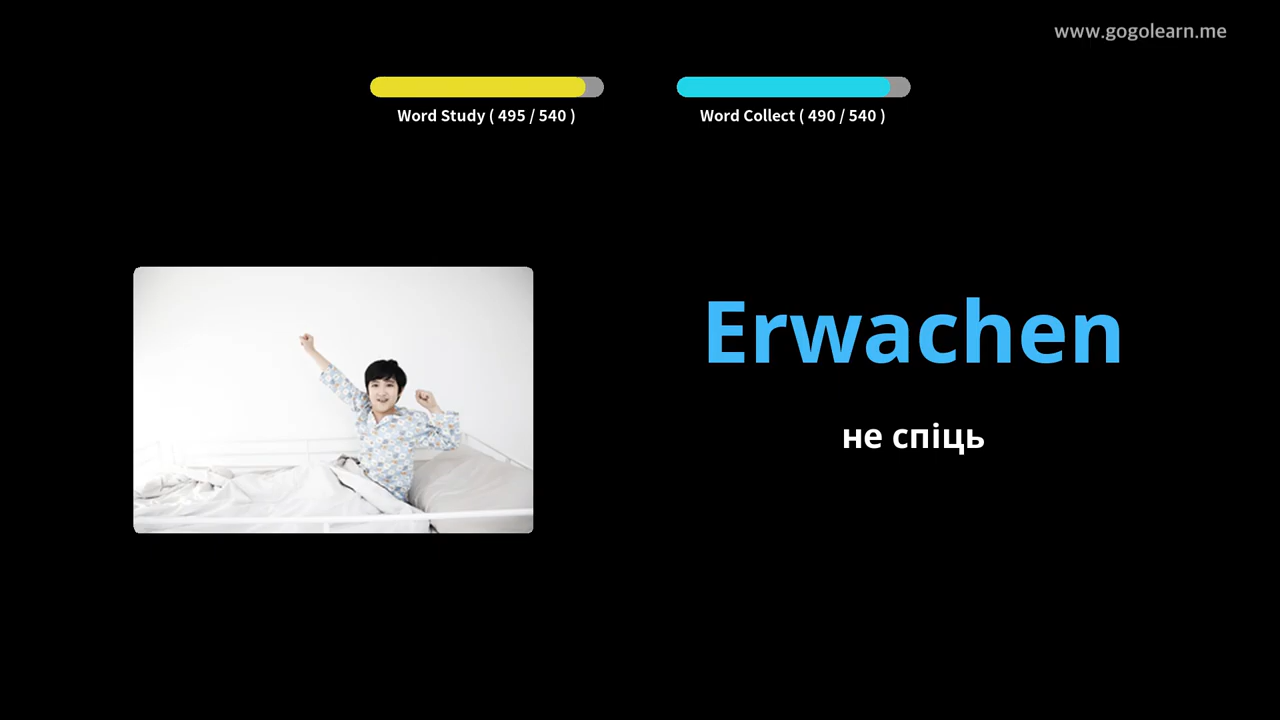 www.gogolearn.me
Word Study ( 495 / 540 )
Word Collect ( 490 / 540 )
Erwachen
не спіць